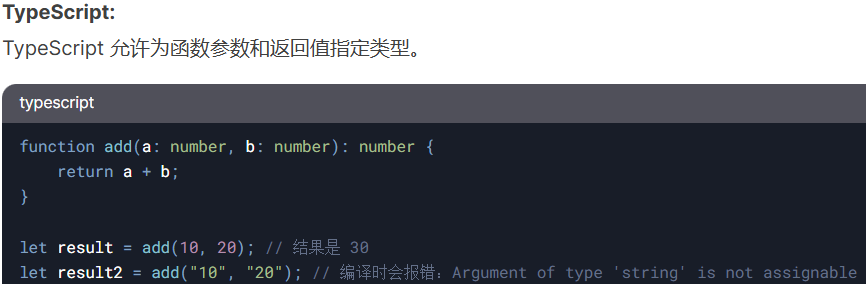 TypeScript:
TypeScript 允许为函数参数和返回值指定类型。
typescript
function add(a: number, b: number): number {
    return a + b;
}
let result = add(10, 20); // 结果是 30
let result2 = add("10", "20"); // 编译时会报错：Argument of type 'string' is not assignable